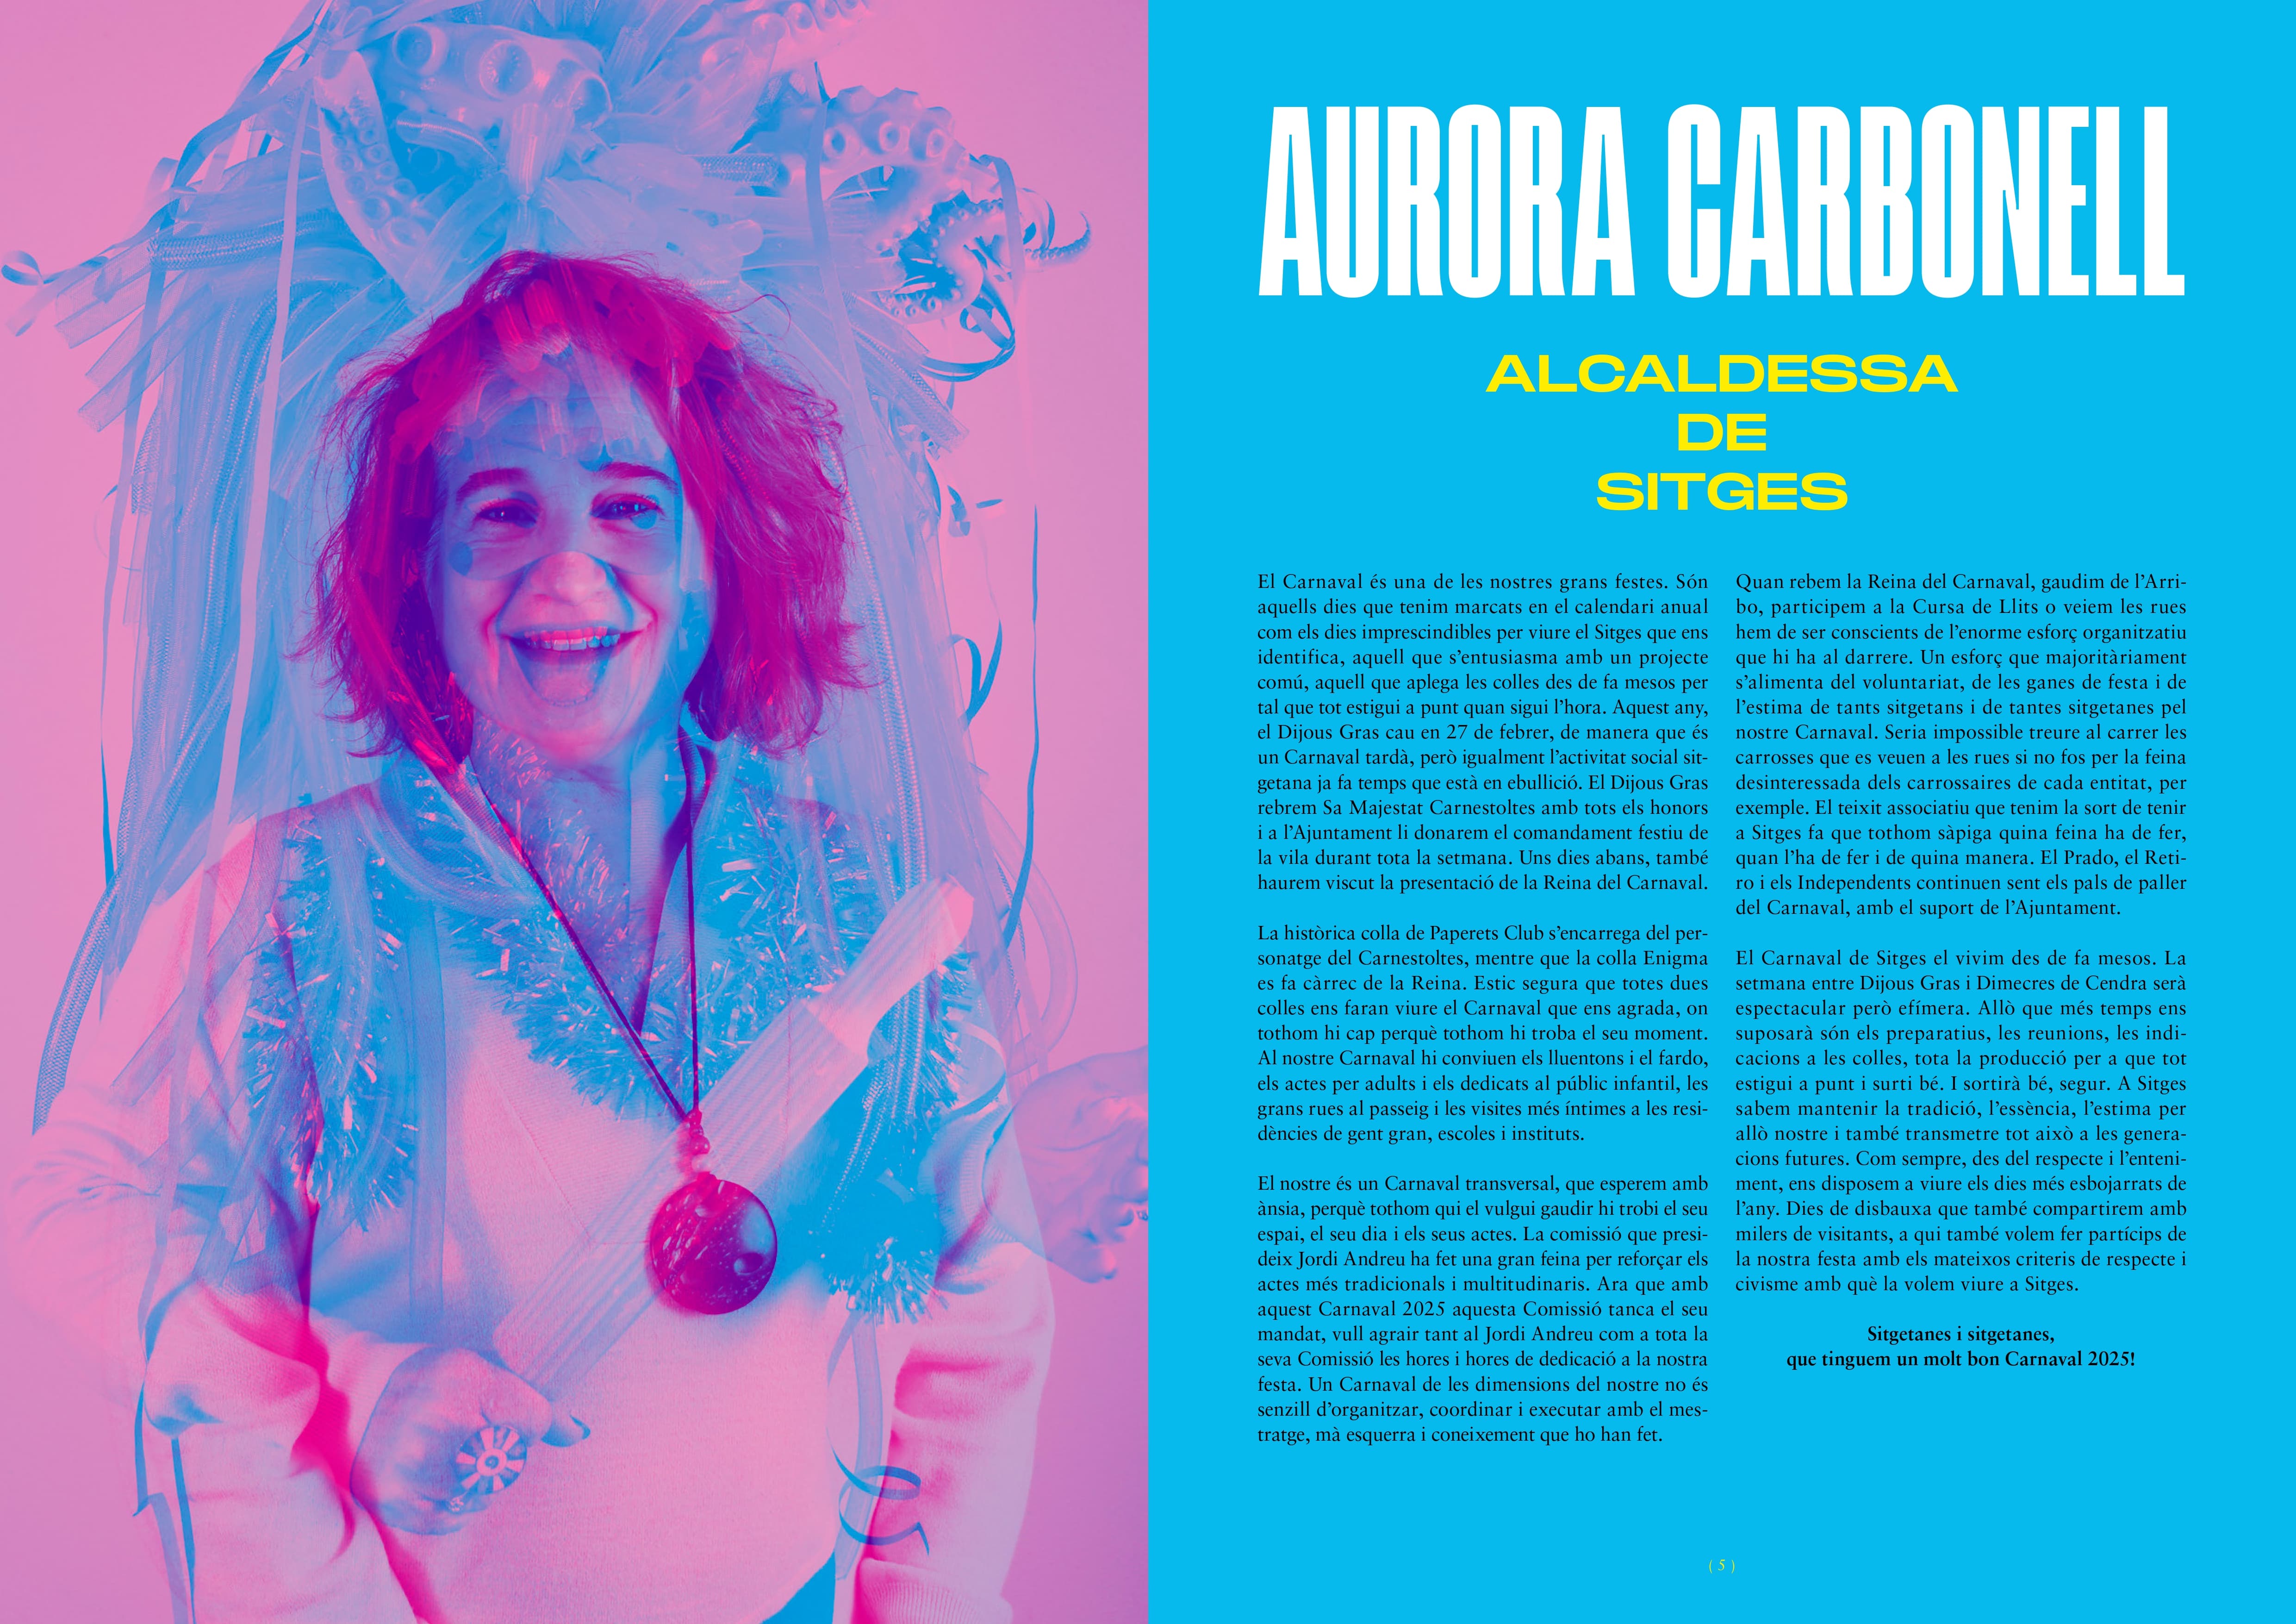 AURORA CARBONELL
ALCALDESSA
DE
SITGES
El Carnaval és una de les nostres grans festes. Són
aquells dies que tenim marcats en el calendari anual
com els dies imprescindibles per viure el Sitges que ens
identifica, aquell que s’entusiasma amb un projecte
comú, aquell que aplega les colles des de fa mesos per
tal que tot estigui a punt quan sigui l’hora. Aquest any,
el Dijous Gras cau en 27 de febrer, de manera que és
un Carnaval tardà, però igualment l’activitat social sit-
getana ja fa temps que està en ebullició. El Dijous Gras
rebrem Sa Majestat Carnestoltes amb tots els honors
i a l’Ajuntament li donarem el comandament festiu de
la vila durant tota la setmana. Uns dies abans, també
haurem viscut la presentació de la Reina del Carnaval.
La històrica colla de Paperets Club s’encarrega del per-
sonatge del Carnestoltes, mentre que la colla Enigma
es fa càrrec de la Reina. Estic segura que totes dues
colles ens faran viure el Carnaval que ens agrada, on
tothom hi cap perquè tothom hi troba el seu moment.
Al nostre Carnaval hi conviuen els lluentons i el fardo,
els actes per adults i els dedicats al públic infantil, les
grans rues al passeig i les visites més íntimes a les resi-
dències de gent gran, escoles i instituts.
El nostre és un Carnaval transversal, que esperem amb
ànsia, perquè tothom qui el vulgui gaudir hi trobi el seu
espai, el seu dia i els seus actes. La comissió que presi-
deix Jordi Andreu ha fet una gran feina per reforçar els
actes més tradicionals i multitudinaris. Ara que amb
aquest Carnaval 2025 aquesta Comissió tanca el seu
mandat, vull agrair tant al Jordi Andreu com a tota la
seva Comissió les hores i hores de dedicació a la nostra
festa. Un Carnaval de les dimensions del nostre no és
senzill d’organitzar, coordinar i executar amb el mes-
tratge, mà esquerra i coneixement que ho han fet.
Quan rebem la Reina del Carnaval, gaudim de l’Arri-
bo, participem a la Cursa de Llits o veiem les rues
hem de ser conscients de l’enorme esforç organitzatiu
que hi ha al darrere. Un esforç que majoritàriament
s’alimenta del voluntariat, de les ganes de festa i de
l’estima de tants sitgetans i de tantes sitgetanes pel
nostre Carnaval. Seria impossible treure al carrer les
carrosses que es veuen a les rues si no fos per la feina
desinteressada dels carrossaires de cada entitat, per
exemple. El teixit associatiu que tenim la sort de tenir
a Sitges fa que tothom sàpiga quina feina ha de fer,
quan l’ha de fer i de quina manera. El Prado, el Reti-
ro i els Independents continuen sent els pals de paller
del Carnaval, amb el suport de l’Ajuntament.
El Carnaval de Sitges el vivim des de fa mesos. La
setmana entre Dijous Gras i Dimecres de Cendra serà
espectacular però efímera. Allò que més temps ens
suposarà són els preparatius, les reunions, les indi-
cacions a les colles, tota la producció per a que tot
estigui a punt i surti bé. I sortirà bé, segur. A Sitges
sabem mantenir la tradició, l’essència, l’estima per
allò nostre i també transmetre tot això a les genera-
cions futures. Com sempre, des del respecte i l’enteni-
ment, ens disposem a viure els dies més esbojarrats de
l’any. Dies de disbauxa que també compartirem amb
milers de visitants, a qui també volem fer partícips de
la nostra festa amb els mateixos criteris de respecte i
civisme amb què la volem viure a Sitges.
Sitgetanes i sitgetanes,
que tinguem un molt bon Carnaval 2025!
( 5 )